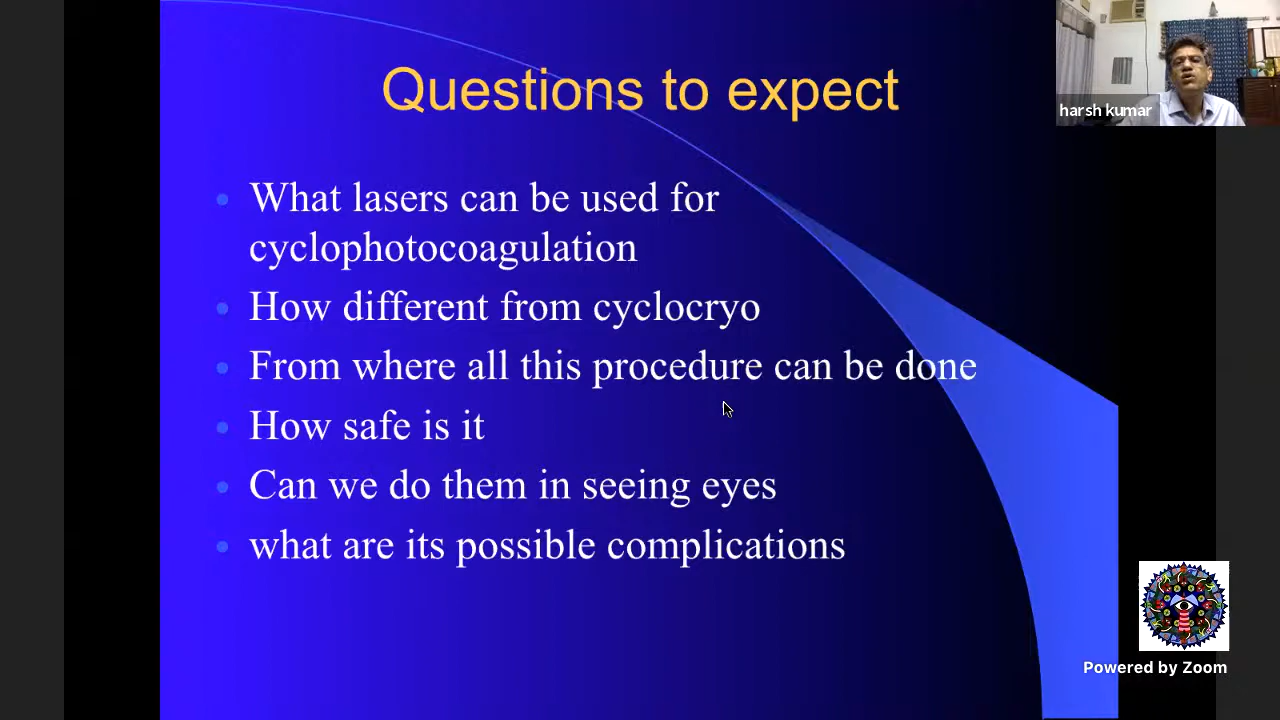 Questions to expect
harsh kumar
What lasers can be used for
cyclophotocoagulation
How different from cyclocryo
From where all this procedure can be done
How safe is it
Can we do them in seeing eyes
what are its possible complications
Powered by Zoom